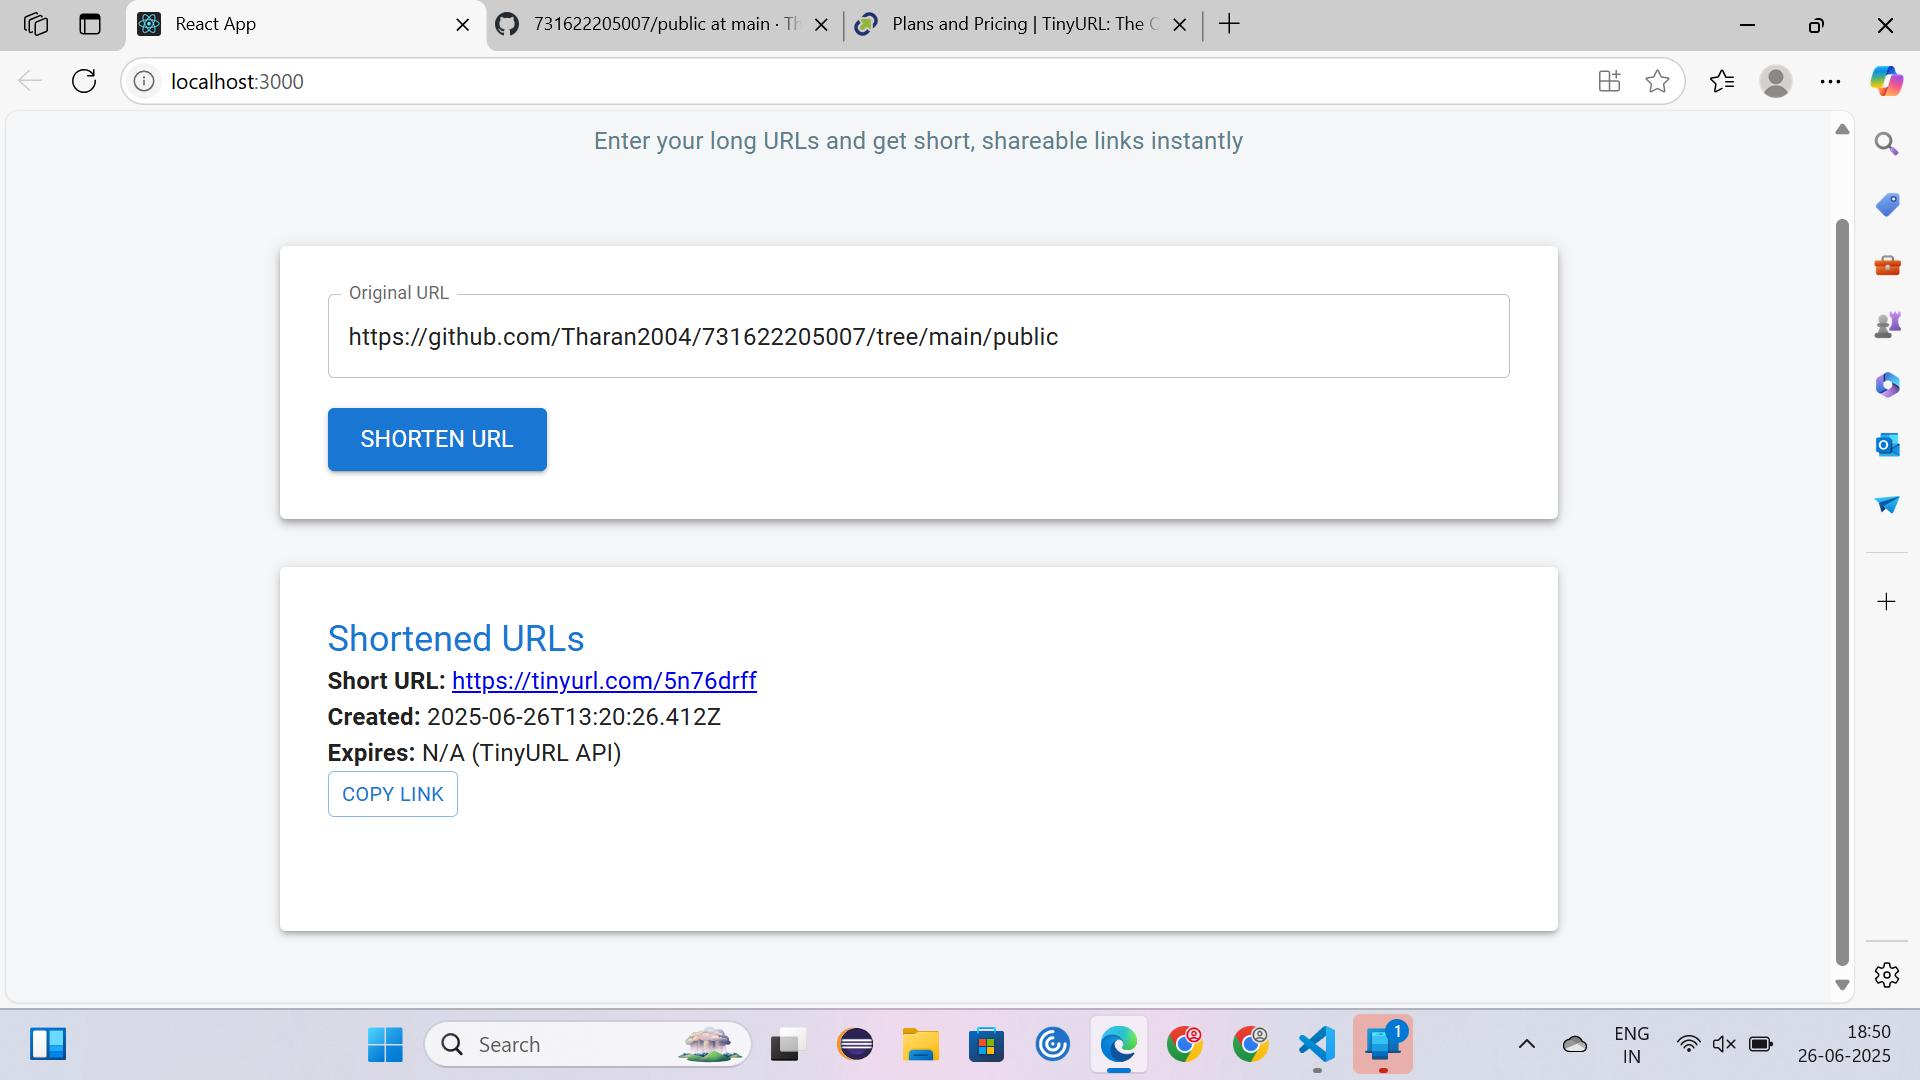 React App
731622205007/public at main · Th
Plans and Pricing | TinyURL: The O
localhost:3000
Enter your long URLs and get short, shareable links instantly
Original URL
https://github.com/Tharan2004/731622205007/tree/main/public
SHORTEN URL
Shortened URLs
Short URL: https://tinyurl.com/5n76drff
Created: 2025-06-26T13:20:26.412Z
Expires: N/A (TinyURL API)
COPY LINK
Search
1
ENG
IN
18:50
26-06-2025